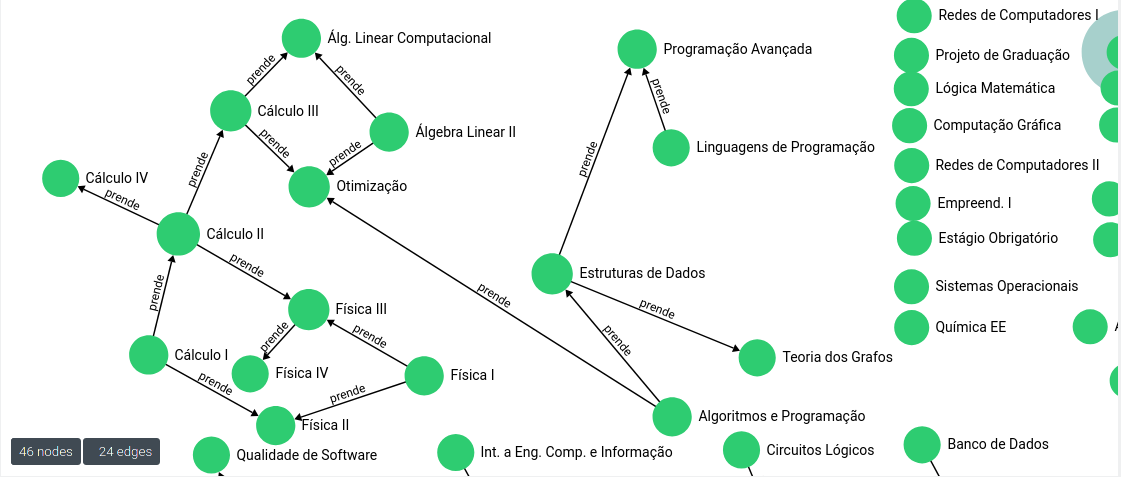 Redes de Computadores I
Álg. Linear Computacional
Programação Avançada
Projeto de Graduação
prende
prende
Lógica Matemática
prende
Cálculo III
Computação Gráfica
Álgebra Linear II
prende
prende
Linguagens de Programação
prende
prende
Redes de Computadores II
Cálculo IV
Otimização
prende
Empreend. I
Cálculo II
Estágio Obrigatório
prende
Estruturas de Dados
Sistemas Operacionais
prende
prende
Física III
prende
Química EE
prende
prende
prende
Cálculo I
Teoria dos Grafos
Física IV
Física I
prende
prende
Algoritmos e Programação
Física II
Banco de Dados
46 nodes
24 edges
Qualidade de Software
Int. a Eng. Comp. e Informação
Circuitos Lógicos